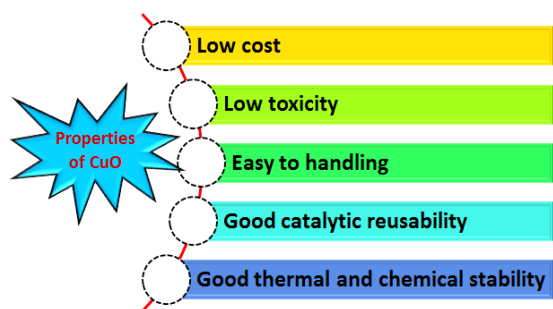 Low cost
Low toxicity
Properties
of CuO
Easy to handling
Good catalytic reusability
Good thermal and chemical stability